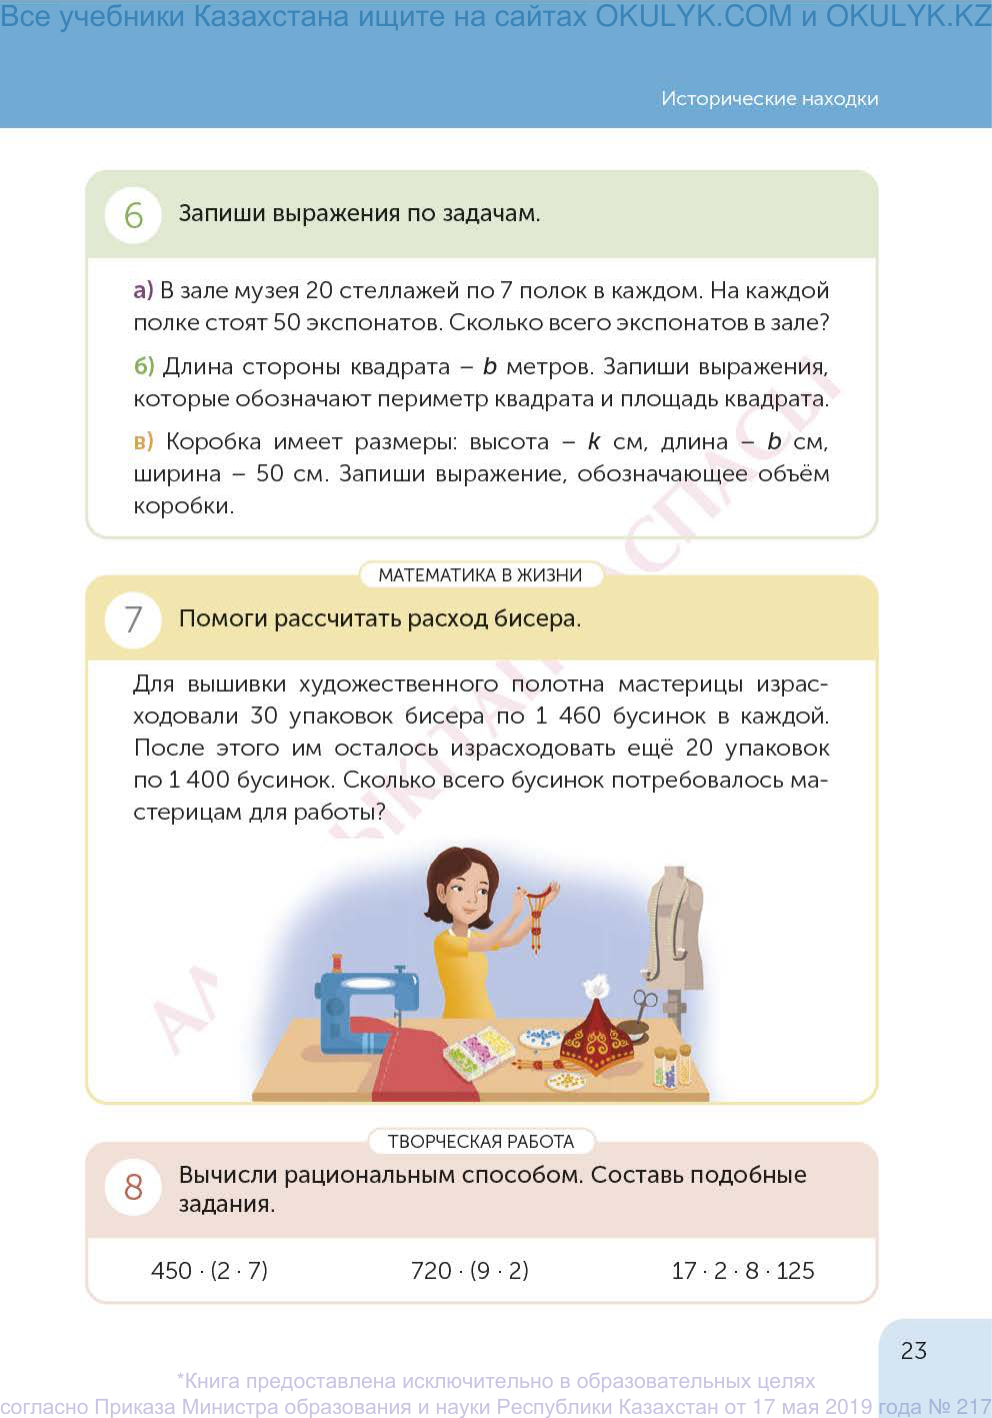 Все учебники Казахстана ищите на сайтах OKULYK.COM и OKULYK.KZ
Исторические находки
6
Запиши выражения по задачам.
а) В зале музея 20 стеллажей по 7 полок в каждом. На каждой
полке стоят 50 экспонатов. Сколько всего экспонатов в зале?
б) Длина стороны квадрата – b метров. Запиши выражения,
которые обозначают периметр квадрата и площадь квадрата.
в) Коробка имеет размеры: высота – k см, длина – b см,
ширина – 50 см. Запиши выражение, обозначающее объём
коробки.
МАТЕМАТИКА В ЖИЗНИ
7
Помоги рассчитать расход бисера.
Для вышивки художественного полотна мастерицы израс-
ходовали 30 упаковок бисера по 1 460 бусинок в каждой.
После этого им осталось израсходовать ещё 20 упаковок
по 1 400 бусинок. Сколько всего бусинок потребовалось ма-
стерицам для работы?
ТВОРЧЕСКАЯ РАБОТА
8
Вычисли рациональным способом. Составь подобные
задания.
450 · (2 · 7) 720 · (9 · 2) 17 · 2 · 8 · 125
23
*Книга предоставлена исключительно в образовательных целях
согласно Приказа Министра образования и науки Республики Казахстан от 17 мая 2019 года № 217